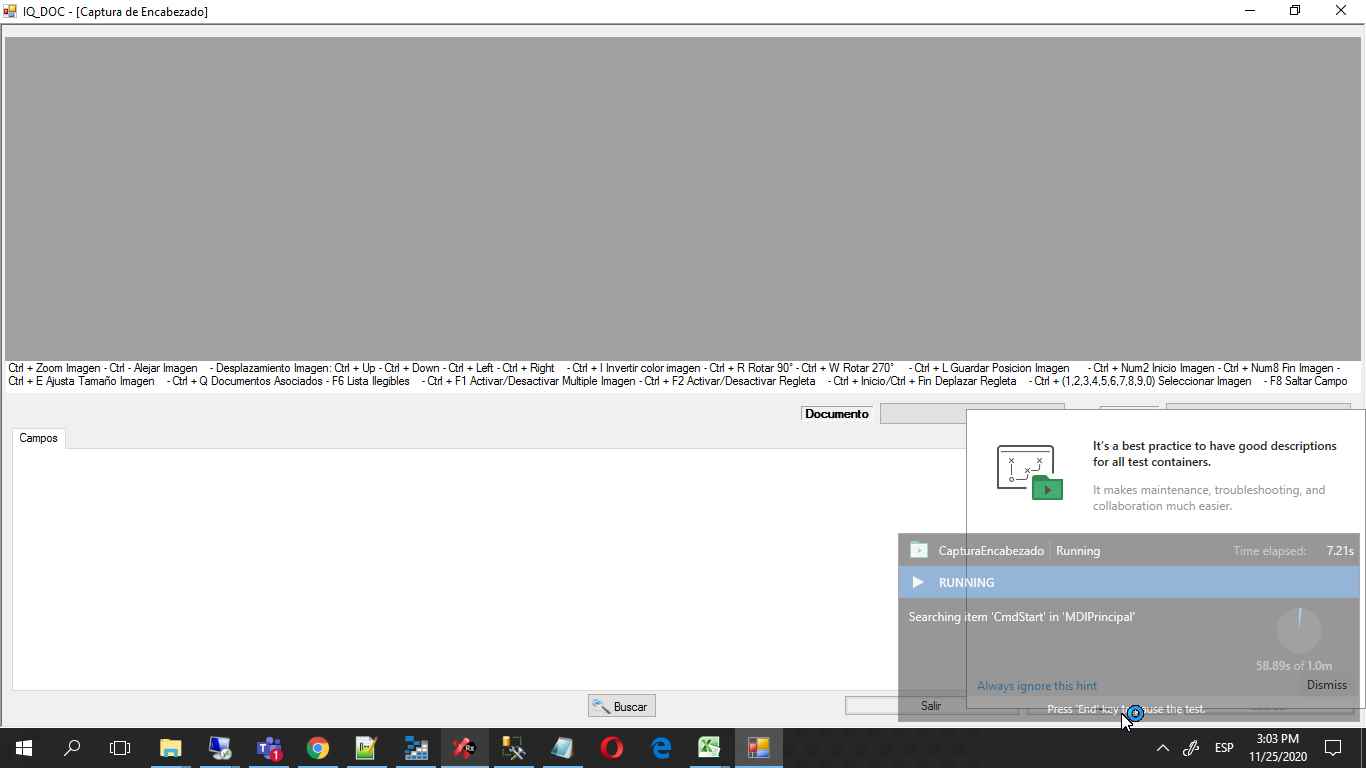 IQ_DOC - [Captura de Encabezado]
Ctrl + Zoom Imagen - Ctrl - Alejar Imagen - Desplazamiento Imagen: Ctrl + Up - Ctrl + Down - Ctrl + Left - Ctrl + Right - Ctrl + I Invertir color imagen - Ctrl + R Rotar 90° - Ctrl + W Rotar 270° - Ctrl + L Guardar Posicion Imagen - Ctrl + Num2 Inicio Imagen - Ctrl + Num8 Fin Imagen -
Ctrl + E Ajusta Tamaño Imagen - Ctrl + Q Documentos Asociados - F6 Lista Ilegibles - Ctrl + F1 Activar/Desactivar Multiple Imagen - Ctrl + F2 Activar/Desactivar Regleta - Ctrl + Inicio/Ctrl + Fin Deplazar Regleta - Ctrl + (1,2,3,4,5,6,7,8,9,0) Seleccionar Imagen - F8 Saltar Campo
Documento
Campos
It's a best practice to have good descriptions
for all test containers.
It makes maintenance, troubleshooting, and
collaboration much easier.
CapturaEncabezado Running Time elapsed: 7.21s
RUNNING
Searching item 'CmdStart' in 'MDIPrincipal'
58.89s of 1.0m
Always ignore this hint Dismiss
Buscar Salir
Press 'End' key to pause the test.
1
Rx
ESP
3:03 PM
11/25/2020